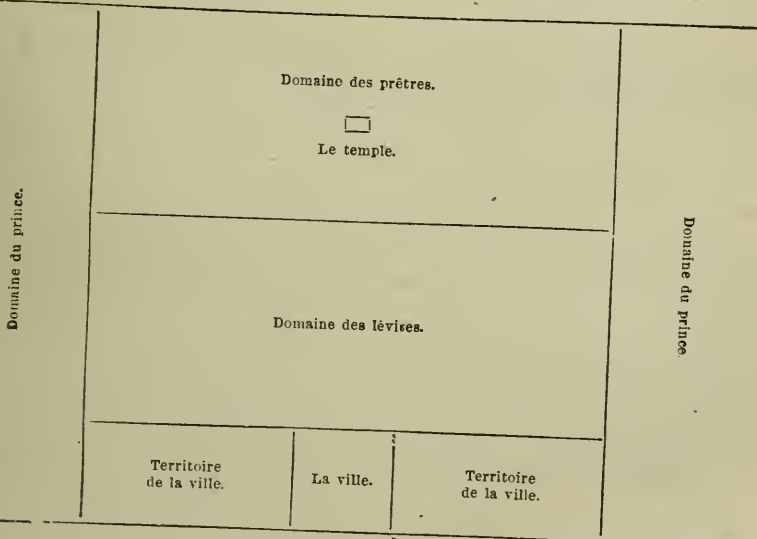 Domaine des prêtres.
Le temple.
Domaine du prince.
Domaine du prince.
Domaine des lévites.
Territoire
de la ville.
La ville.
Territoire
de la ville.